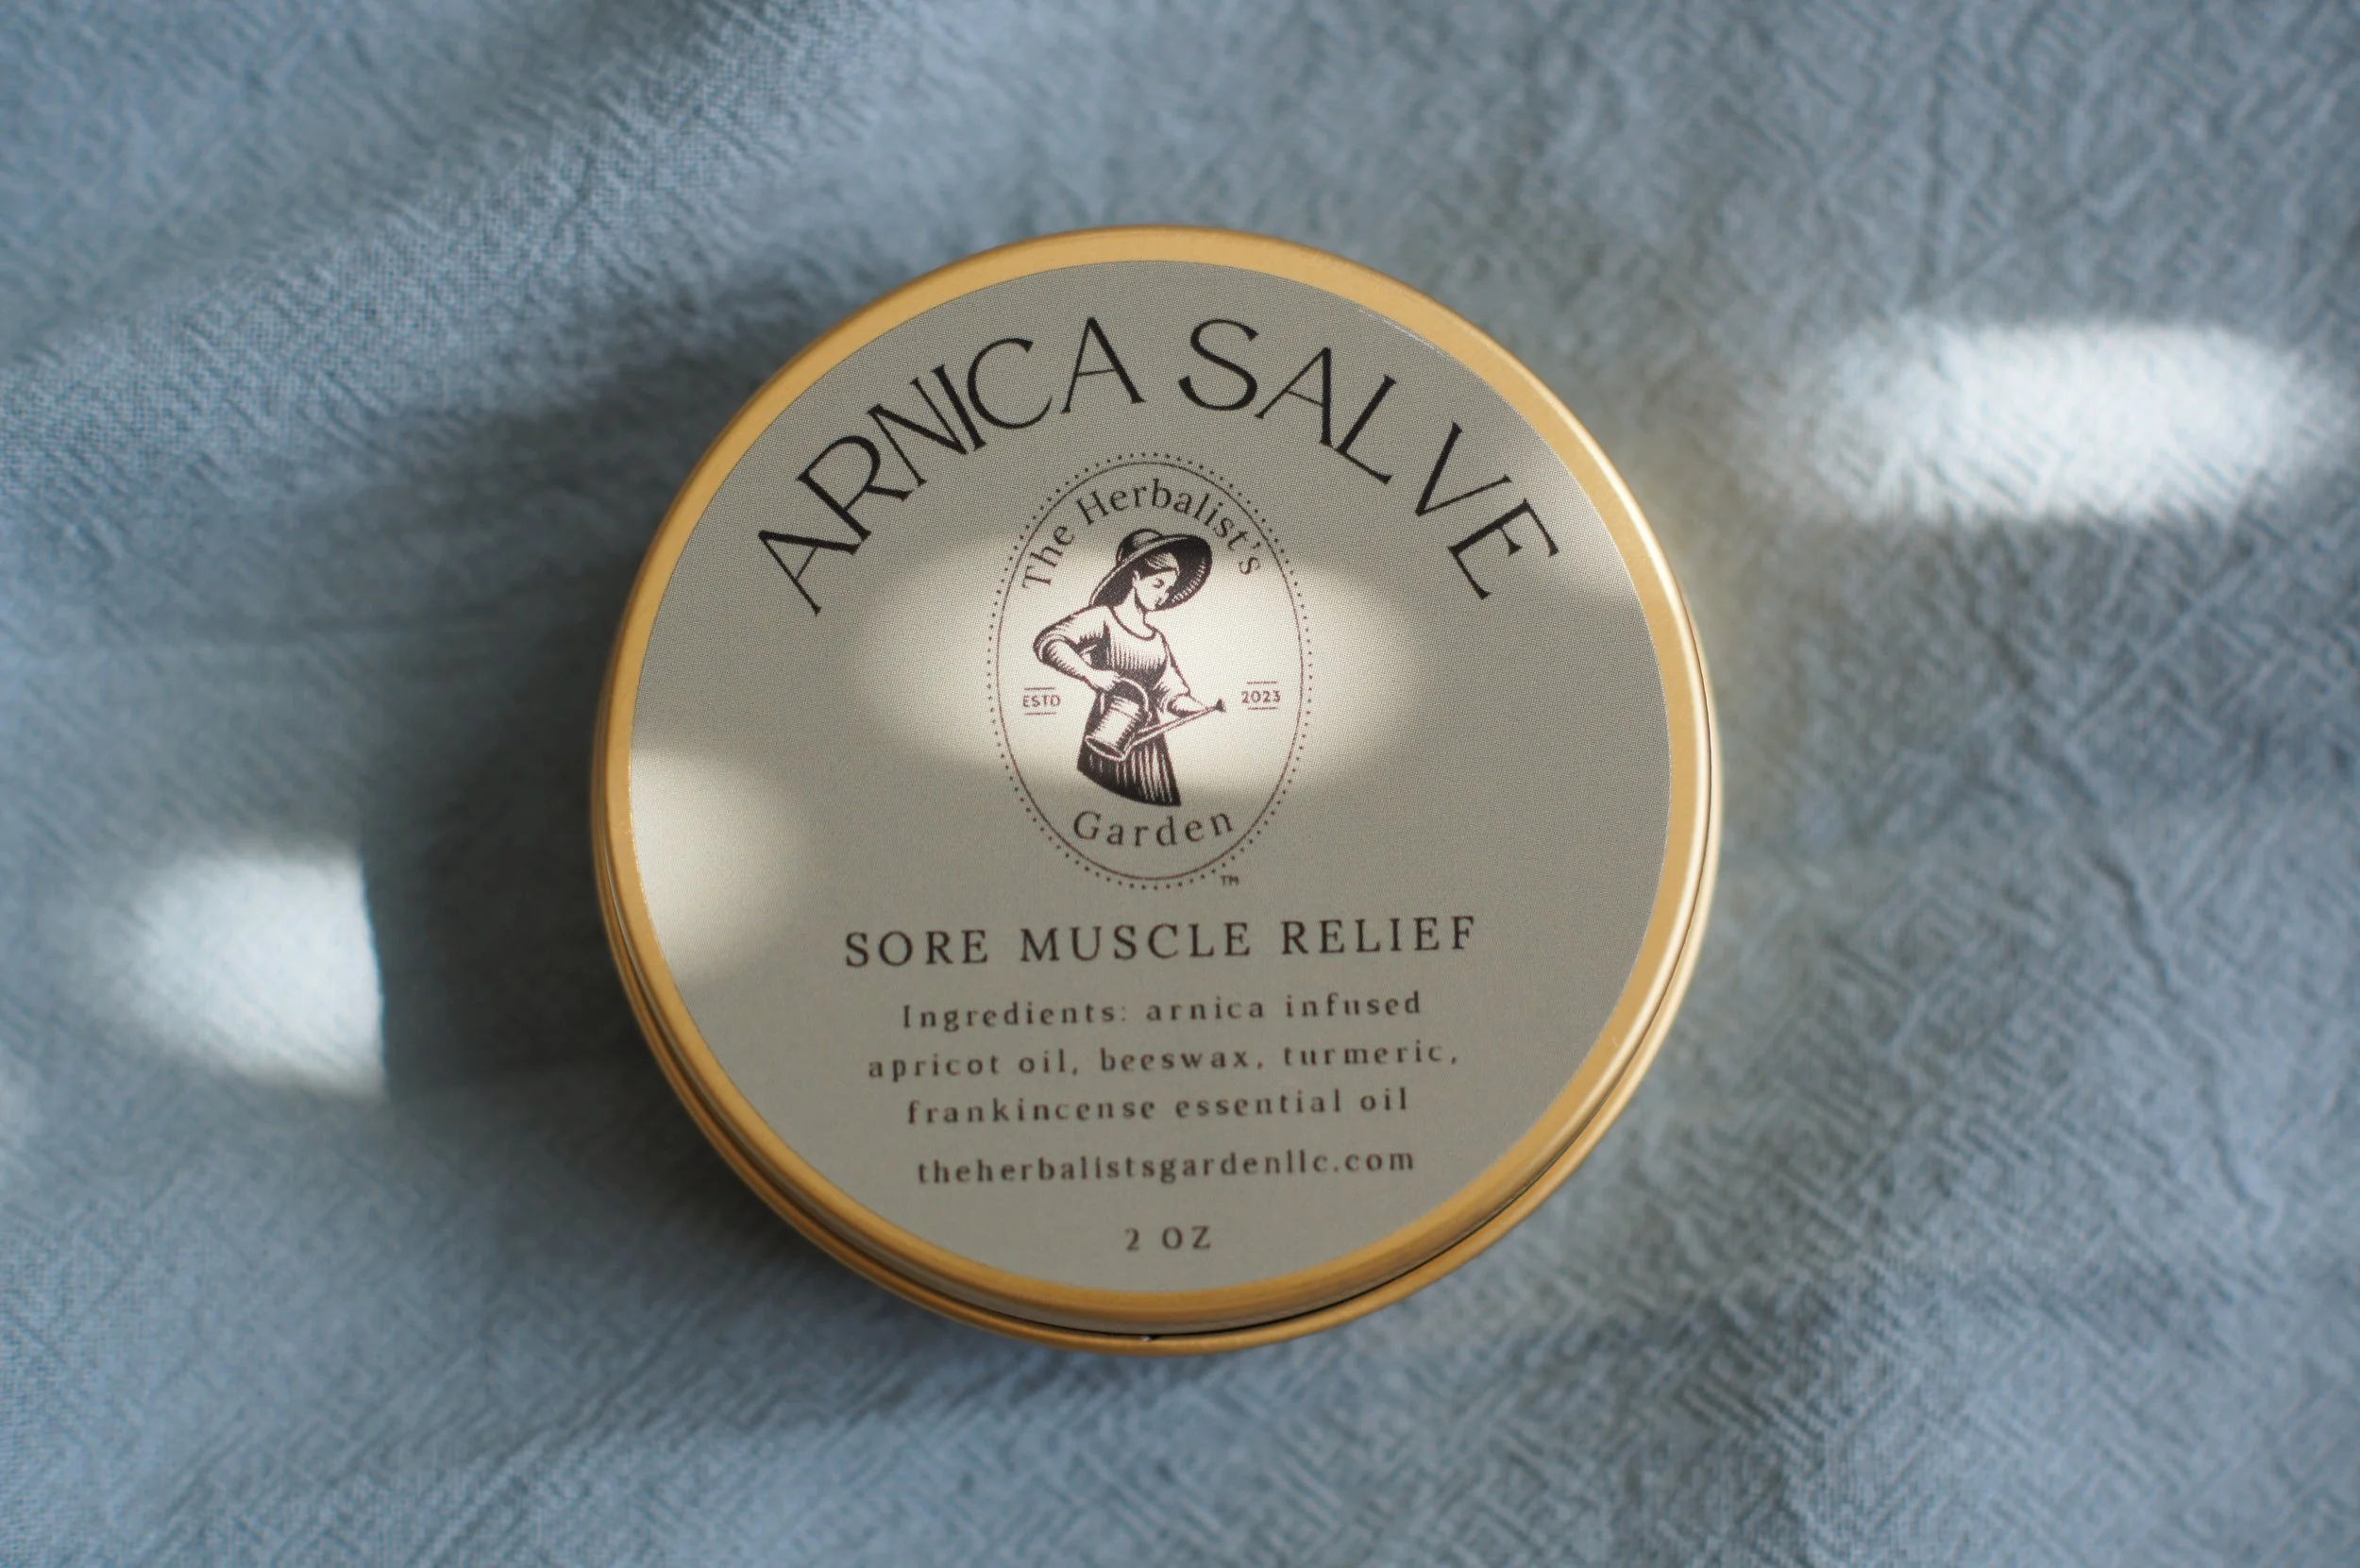 ARNICA SALVE
The Herbalist's
ESTD 2023
Garden
TM
SORE MUSCLE RELIEF
Ingredients: arnica infused
apricot oil, beeswax, turmeric,
frankincense essential oil
theherbalistsgardenllc.com
2 OZ